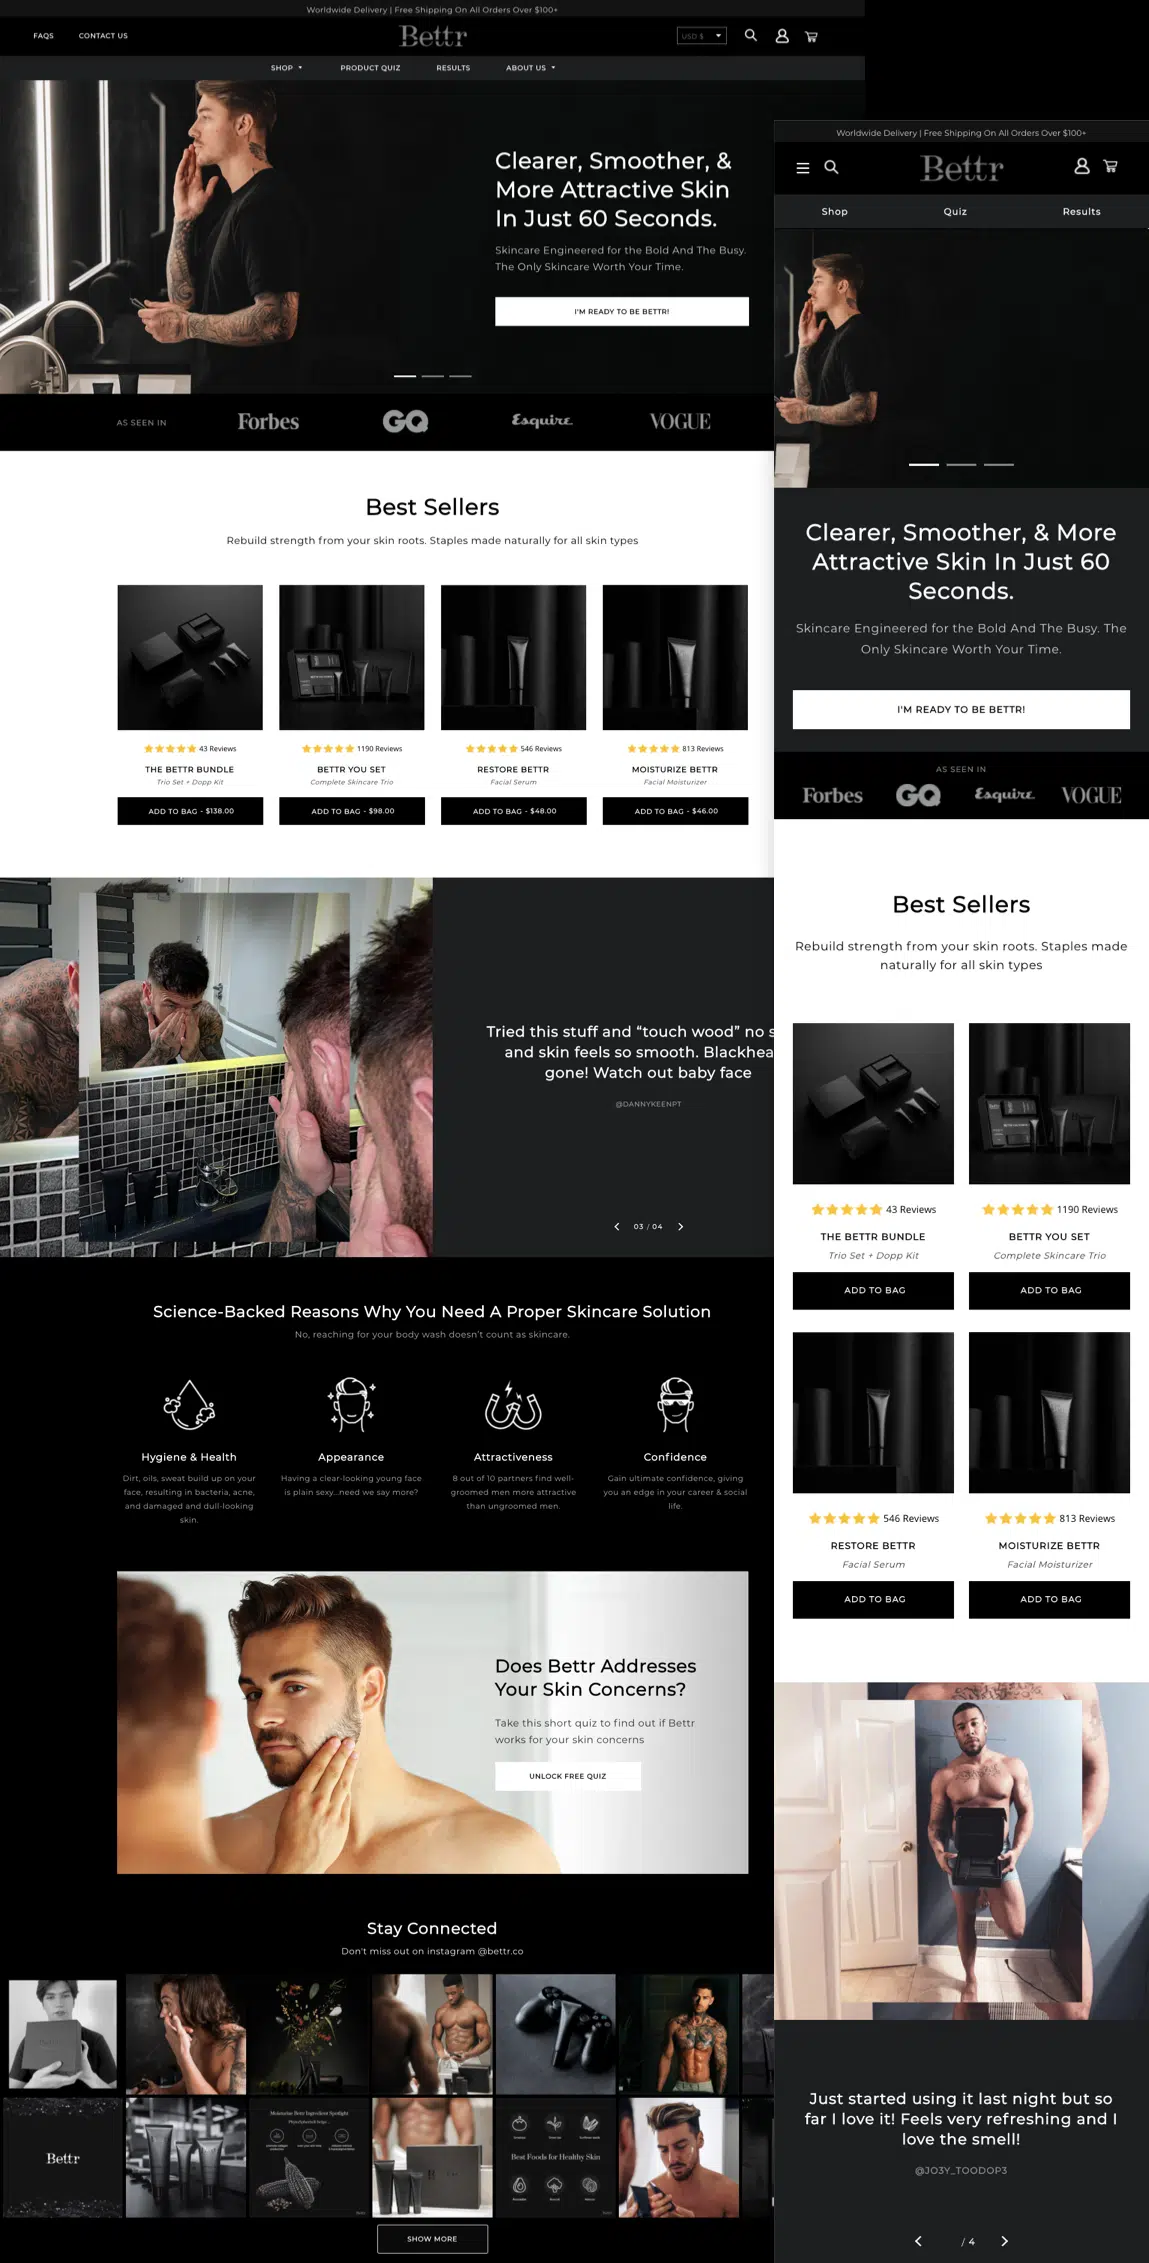 Worldwide Delivery | Free Shipping On All Orders Over $100+
FAQS
CONTACT US
Bettr
USD $
SHOP
PRODUCT QUIZ
RESULTS
ABOUT US
Clearer, Smoother, &
More Attractive Skin
In Just 60 Seconds.
Skincare Engineered for the Bold And The Busy.
The Only Skincare Worth Your Time.
I'M READY TO BE BETTR!
AS SEEN IN
Forbes
GQ
Esquire
VOGUE
Best Sellers
Rebuild strength from your skin roots. Staples made naturally for all skin types
43 Reviews
THE BETTR BUNDLE
Trio Set + Dopp Kit
ADD TO BAG - $138.00
1190 Reviews
BETTR YOU SET
Complete Skincare Trio
ADD TO BAG - $98.00
546 Reviews
RESTORE BETTR
Facial Serum
ADD TO BAG - $48.00
813 Reviews
MOISTURIZE BETTR
Facial Moisturizer
ADD TO BAG - $46.00
Tried this stuff and “touch wood” no s
and skin feels so smooth. Blackhea
gone! Watch out baby face
@DANNYKEENPT
03 / 04
Science-Backed Reasons Why You Need A Proper Skincare Solution
No, reaching for your body wash doesn't count as skincare.
Hygiene & Health
Dirt, oils, sweat build up on your
face, resulting in bacteria, acne,
and damaged and dull-looking
skin.
Appearance
Having a clear-looking young face
is plain sexy...need we say more?
Attractiveness
8 out of 10 partners find well-
groomed men more attractive
than ungroomed men.
Confidence
Gain ultimate confidence, giving
you an edge in your career & social
life.
Does Bettr Addresses
Your Skin Concerns?
Take this short quiz to find out if Bettr
works for your skin concerns
UNLOCK FREE QUIZ
Stay Connected
Don't miss out on instagram @bettr.co
Bettr
Moisturize Bettr Ingredient Spotlight
Best Foods for Healthy Skin
SHOW MORE
Worldwide Delivery | Free Shipping On All Orders Over $100+
Bettr
Shop
Quiz
Results
Clearer, Smoother, & More
Attractive Skin In Just 60
Seconds.
Skincare Engineered for the Bold And The Busy. The
Only Skincare Worth Your Time.
I'M READY TO BE BETTR!
AS SEEN IN
Forbes
GQ
Esquire
VOGUE
Best Sellers
Rebuild strength from your skin roots. Staples made
naturally for all skin types
43 Reviews
THE BETTR BUNDLE
Trio Set + Dopp Kit
ADD TO BAG
1190 Reviews
BETTR YOU SET
Complete Skincare Trio
ADD TO BAG
546 Reviews
RESTORE BETTR
Facial Serum
ADD TO BAG
813 Reviews
MOISTURIZE BETTR
Facial Moisturizer
ADD TO BAG
Just started using it last night but so
far I love it! Feels very refreshing and I
love the smell!
@JO3Y_TOODOP3
/ 4